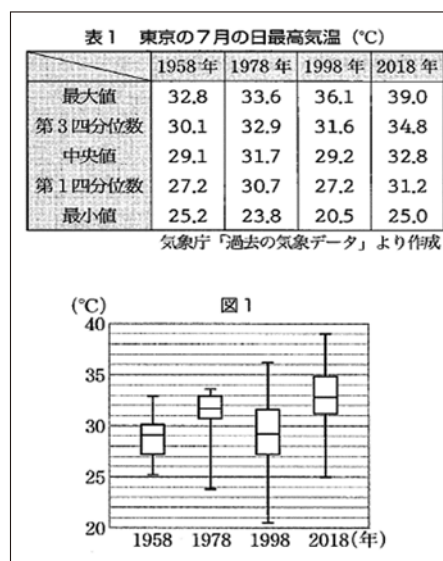 表1 東京の7月の日最高気温 (℃)
1958年 1978年 1998年 2018年
最大値 32.8 33.6 36.1 39.0
第3四分位数 30.1 32.9 31.6 34.8
中央値 29.1 31.7 29.2 32.8
第1四分位数 27.2 30.7 27.2 31.2
最小値 25.2 23.8 20.5 25.0
気象庁「過去の気象データ」より作成
(℃) 図1
40
35
30
25
20
1958 1978 1998 2018(年)